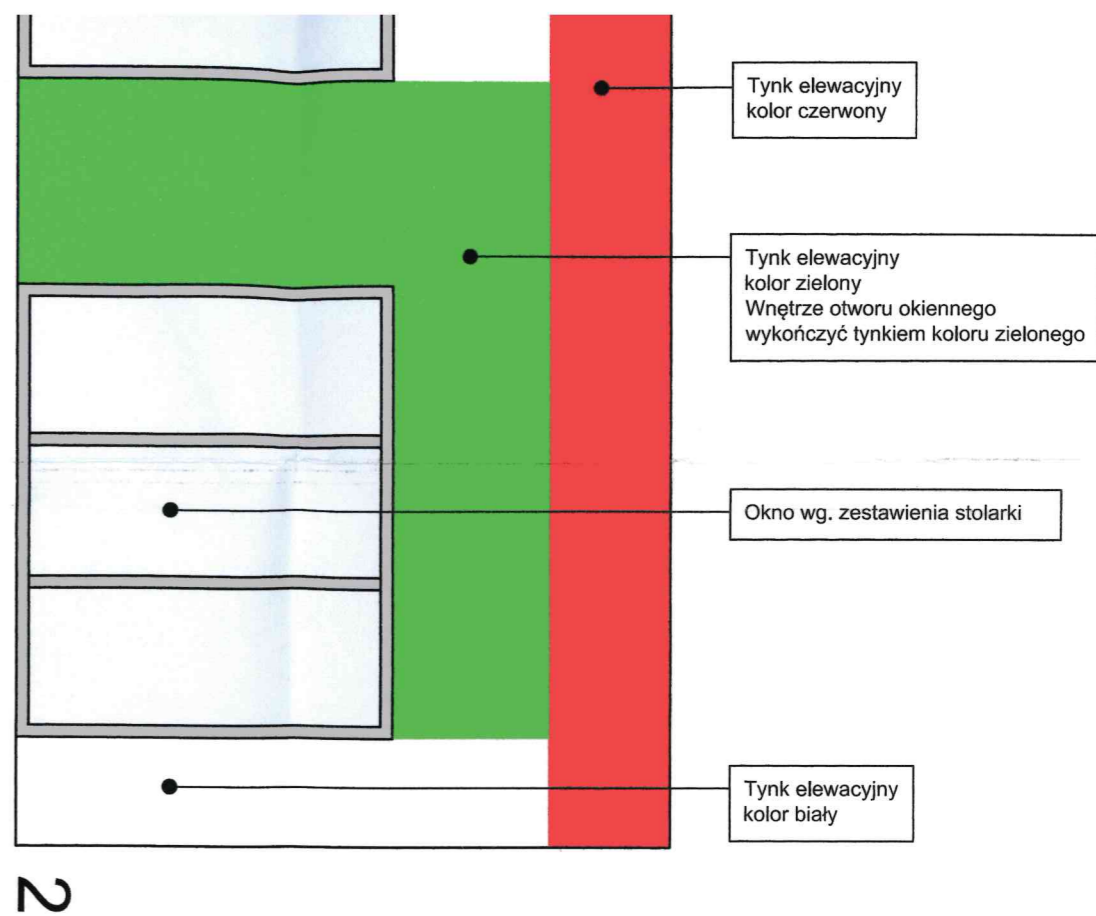 Tynk elewacyjny
kolor czerwony
Tynk elewacyjny
kolor zielony
Wnętrze otworu okiennego
wykończyć tynkiem koloru zielonego
Okno wg. zestawienia stolarki
Tynk elewacyjny
kolor biały
2